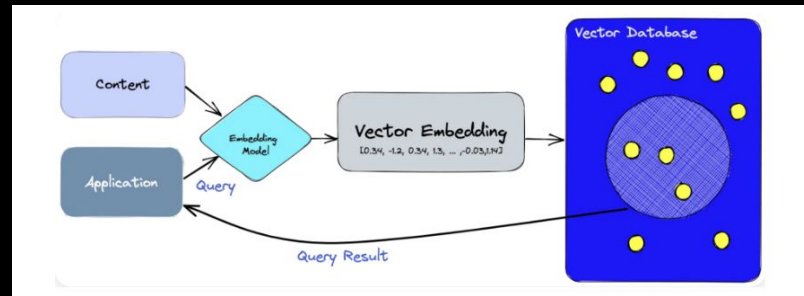 Vector Database
Content
Embedding
Model
Vector Embedding
[0.34, -1.2, 0.34, 1.3, ... ,-0.03,1.14]
Application
Query
Query Result